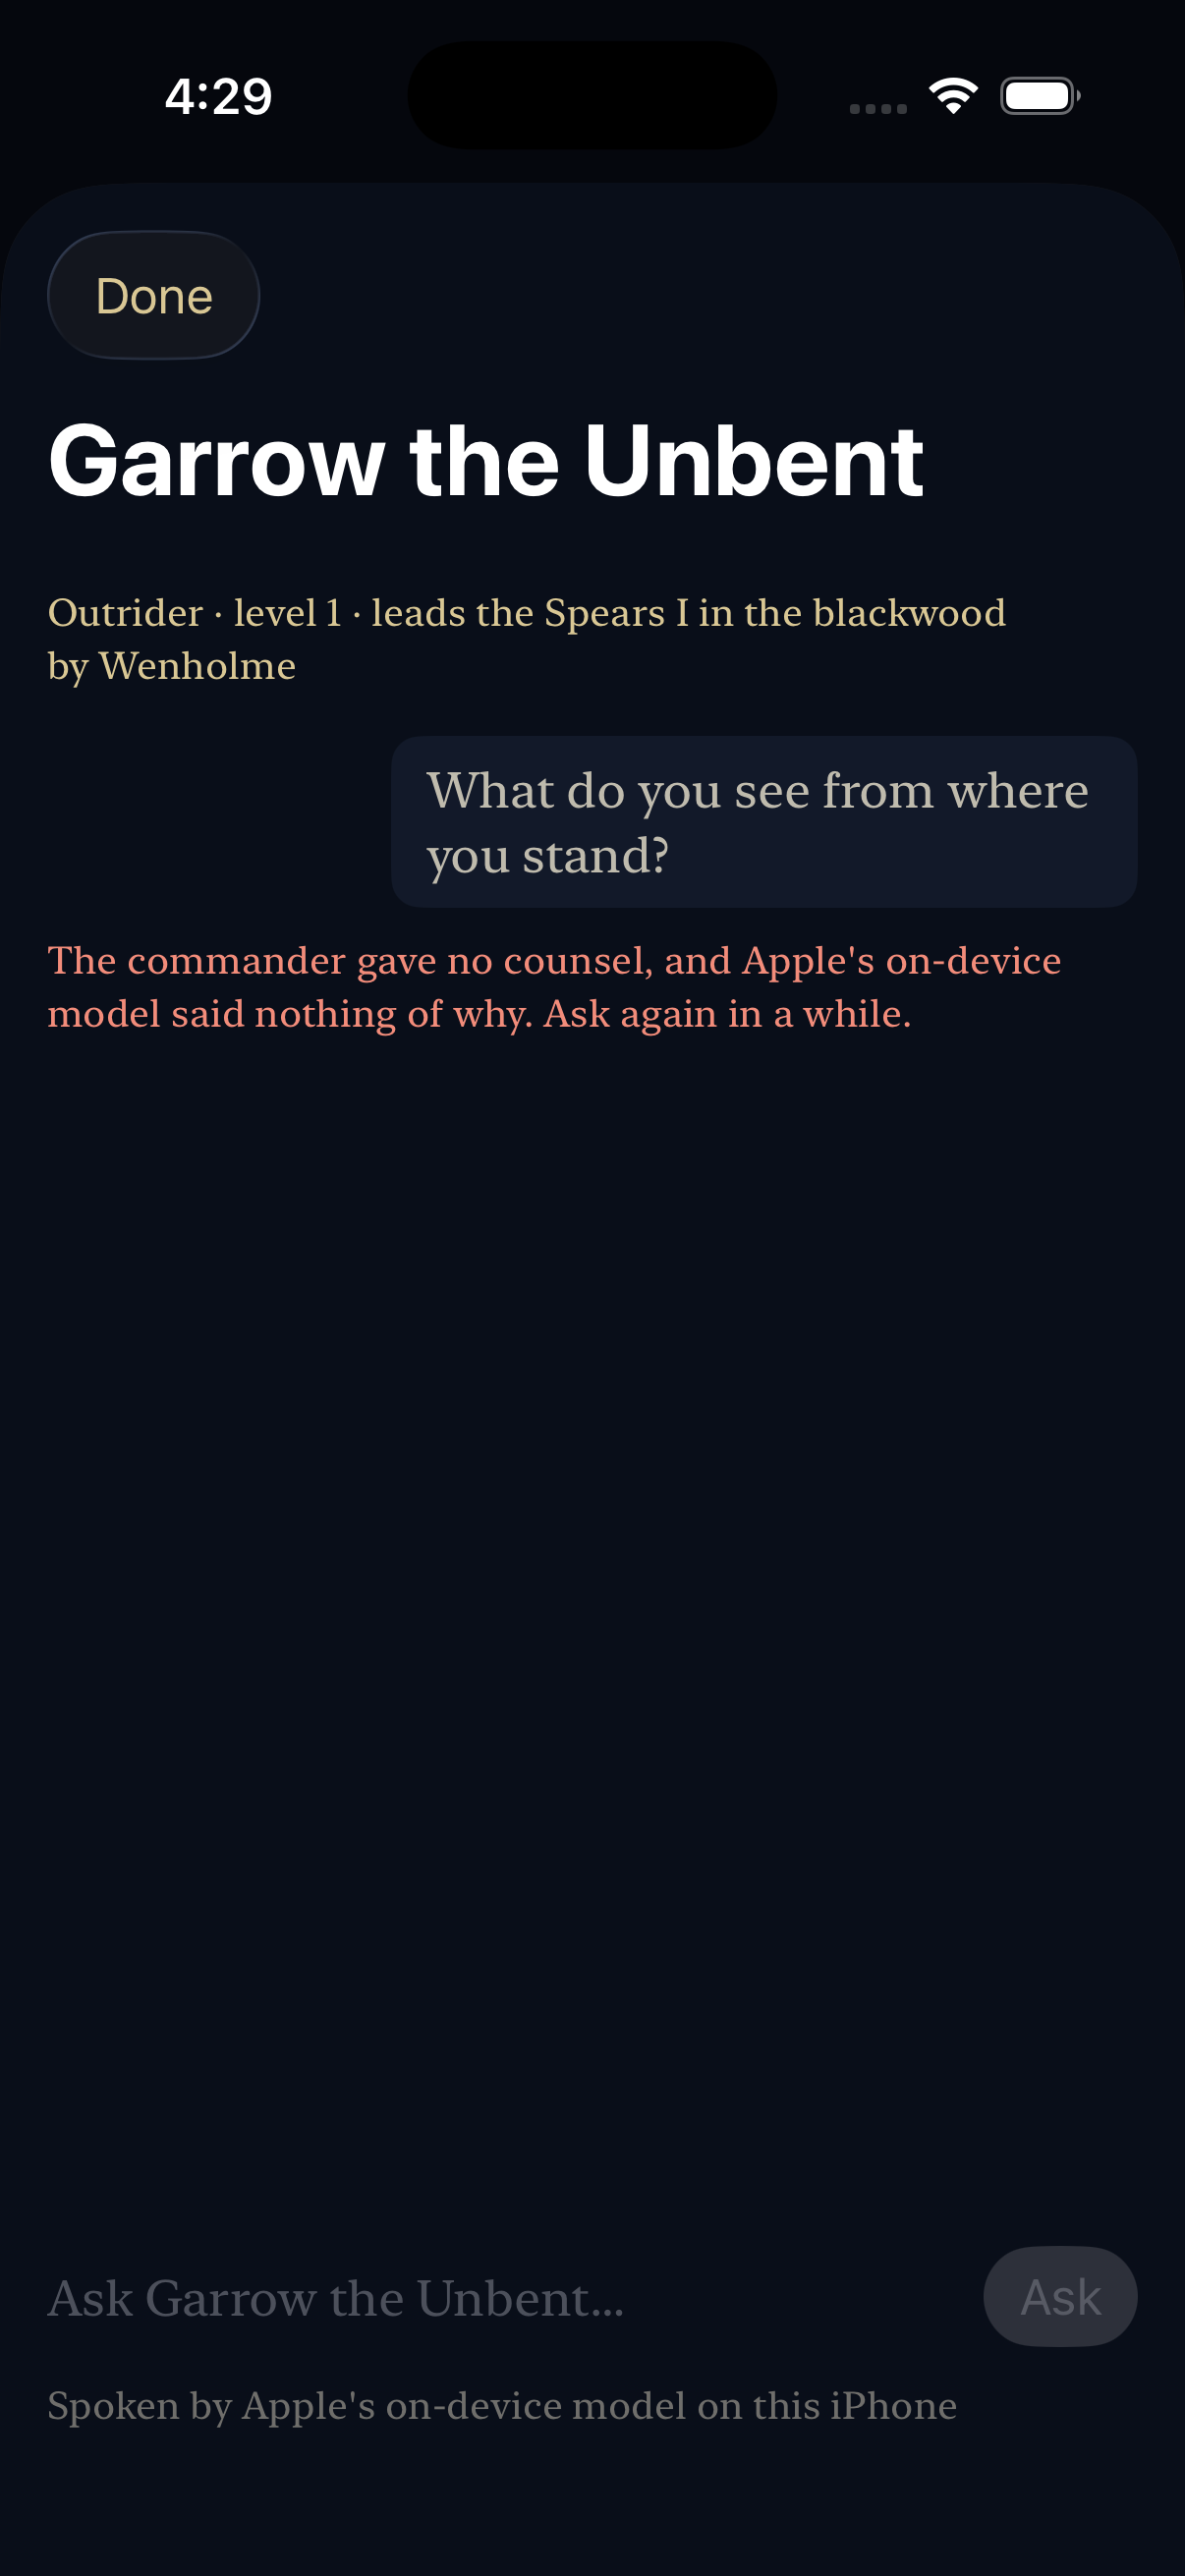 4:29
Done
Garrow the Unbent
Outrider · level 1 · leads the Spears I in the blackwood
by Wenholme
What do you see from where
you stand?
The commander gave no counsel, and Apple's on-device
model said nothing of why. Ask again in a while.
Ask Garrow the Unbent...
Ask
Spoken by Apple's on-device model on this iPhone